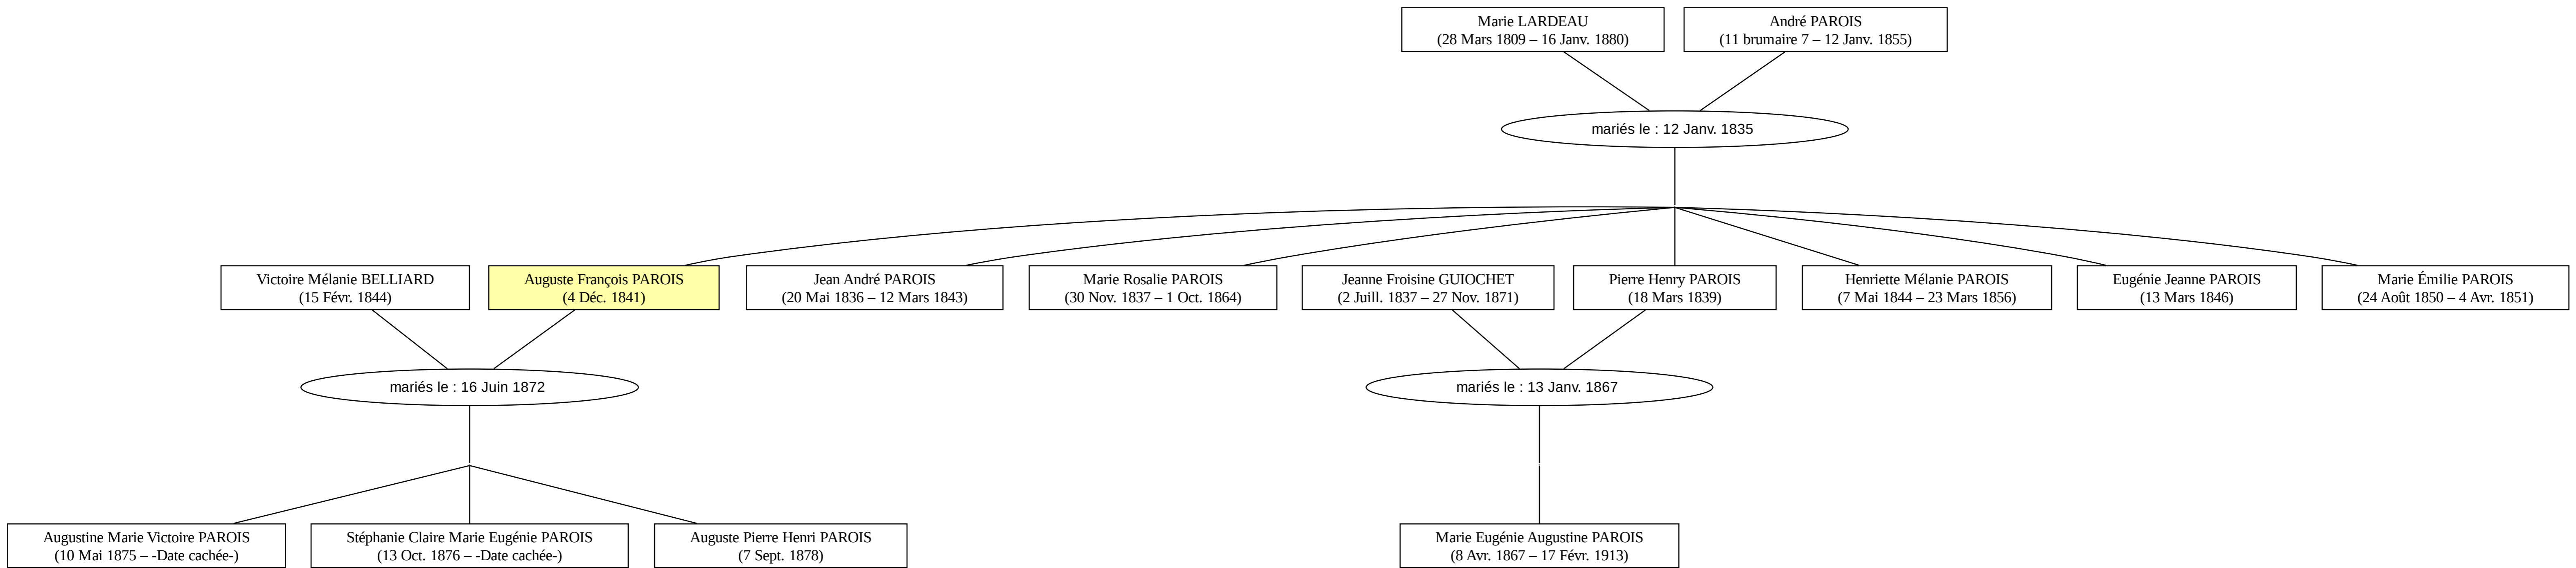 Marie LARDEAU
(28 Mars 1809 – 16 Janv. 1880)
André PAROIS
(11 brumaire 7 – 12 Janv. 1855)
mariés le : 12 Janv. 1835
Victoire Mélanie BELLIARD
(15 Févr. 1844)
Auguste François PAROIS
(4 Déc. 1841)
Jean André PAROIS
(20 Mai 1836 – 12 Mars 1843)
Marie Rosalie PAROIS
(30 Nov. 1837 – 1 Oct. 1864)
Jeanne Froisine GUIOCHET
(2 Juill. 1837 – 27 Nov. 1871)
Pierre Henry PAROIS
(18 Mars 1839)
Henriette Mélanie PAROIS
(7 Mai 1844 – 23 Mars 1856)
Eugénie Jeanne PAROIS
(13 Mars 1846)
Marie Émilie PAROIS
(24 Août 1850 – 4 Avr. 1851)
mariés le : 16 Juin 1872
mariés le : 13 Janv. 1867
Augustine Marie Victoire PAROIS
(10 Mai 1875 – -Date cachée-)
Stéphanie Claire Marie Eugénie PAROIS
(13 Oct. 1876 – -Date cachée-)
Auguste Pierre Henri PAROIS
(7 Sept. 1878)
Marie Eugénie Augustine PAROIS
(8 Avr. 1867 – 17 Févr. 1913)